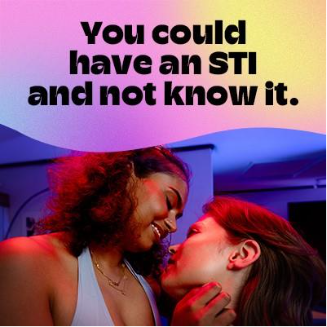 You could
have an STI
and not know it.